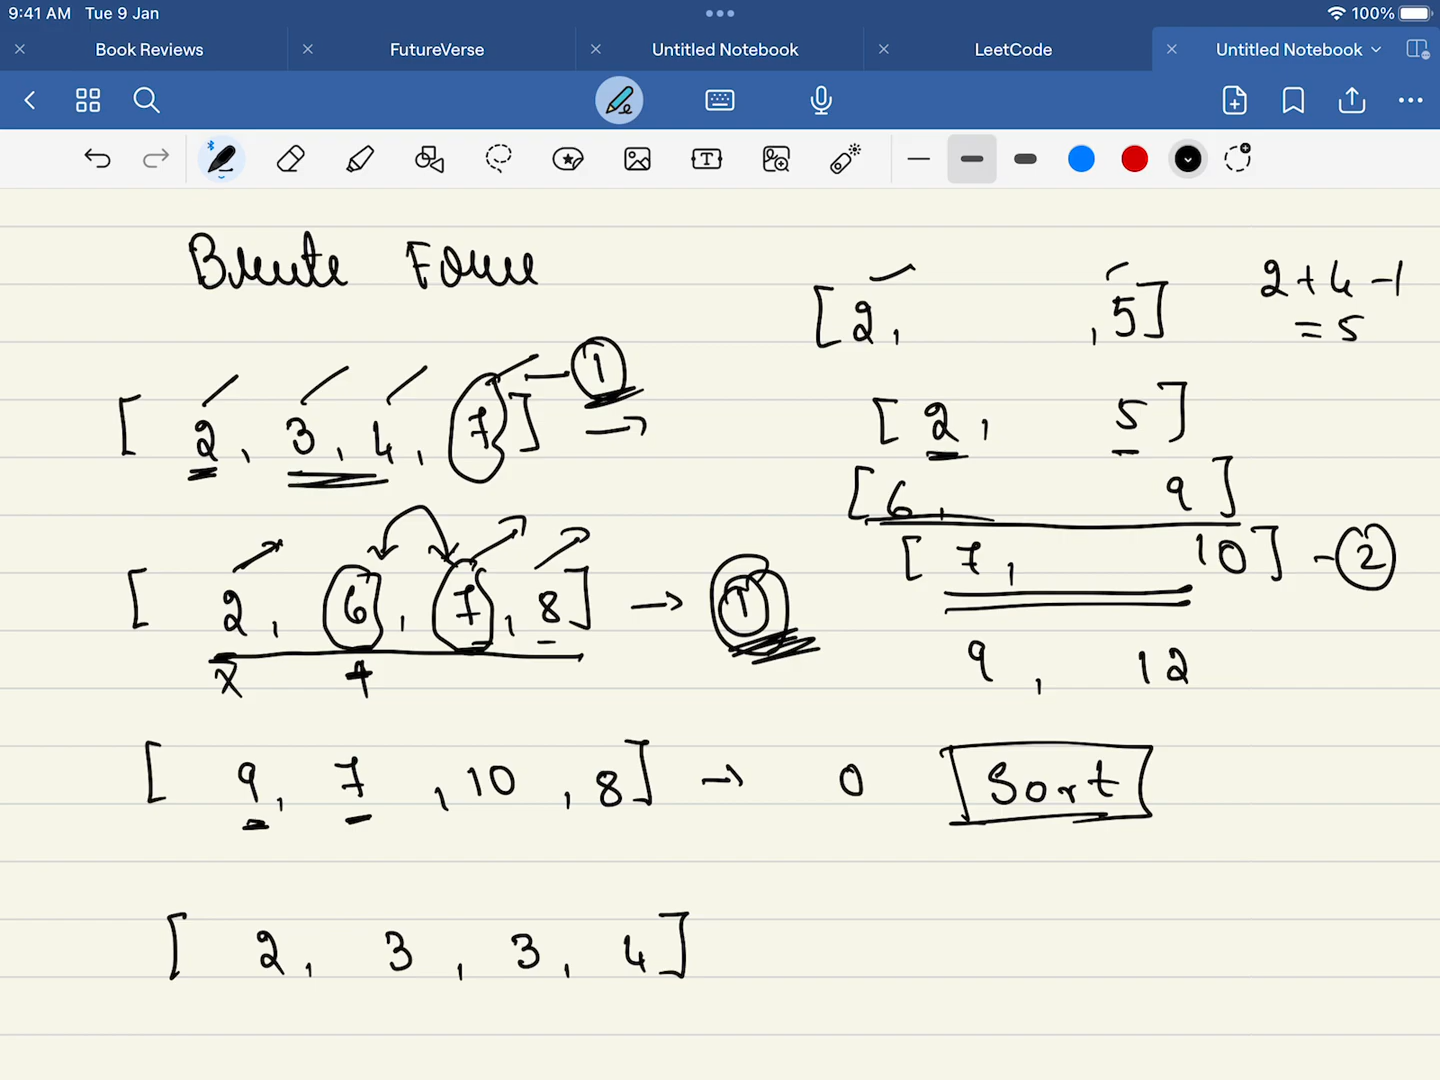 9:41 AM Tue 9 Jan
100%
Book Reviews
FutureVerse
Untitled Notebook
LeetCode
Untitled Notebook
Brute Force
[2, ,5] 2+4-1
= 5
[ 2, 3, 4, 7 ] ← 1 →
[ 2, 5 ]
[ 6, 9 ]
[ 7, 10 ] - 2
[ 2, 6, 7, 8 ] → 1
x
9, 12
[ 9, 7, 10, 8 ] → 0 Sort
[ 2, 3, 3, 4 ]